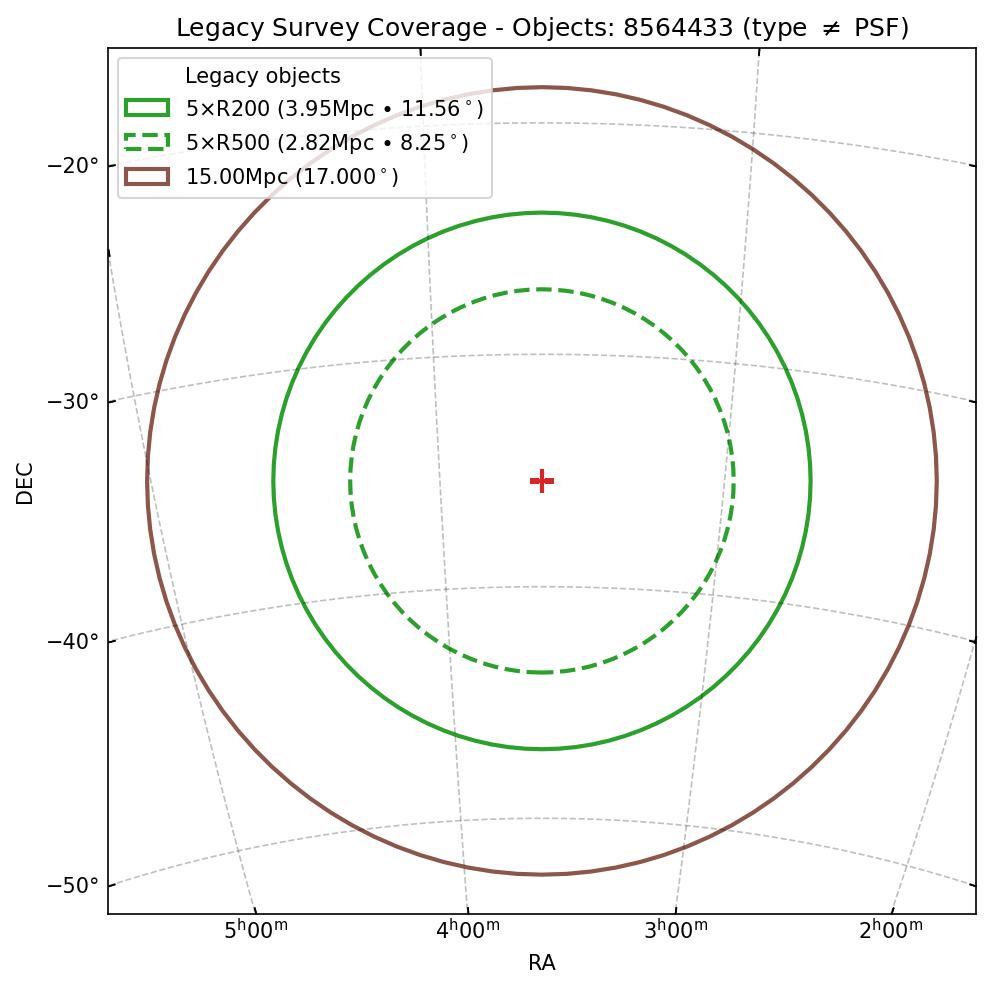 Legacy Survey Coverage - Objects: 8564433 (type ≠ PSF)
Legacy objects
5×R200 (3.95Mpc • 11.56°)
5×R500 (2.82Mpc • 8.25°)
15.00Mpc (17.000°)
−20°
−30°
−40°
−50°
DEC
5ʰ00ᵐ
4ʰ00ᵐ
3ʰ00ᵐ
2ʰ00ᵐ
RA